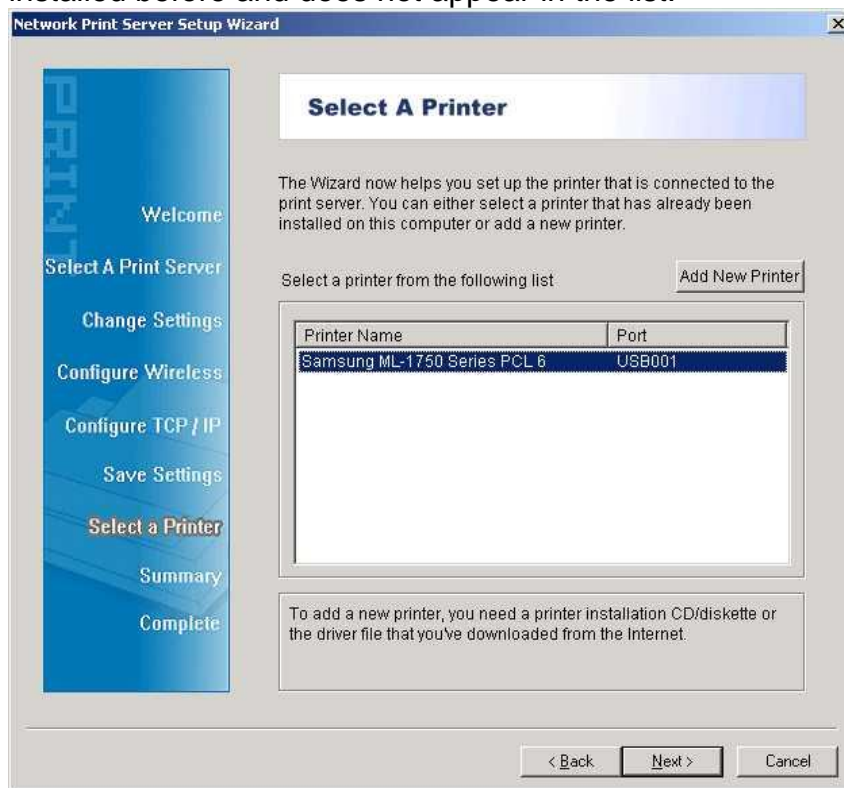 installed before and does not appear in the list.
Network Print Server Setup Wizard
PRINT
Welcome
Select A Print Server
Change Settings
Configure Wireless
Configure TCP / IP
Save Settings
Select a Printer
Summary
Complete
Select A Printer
The Wizard now helps you set up the printer that is connected to the
print server. You can either select a printer that has already been
installed on this computer or add a new printer.
Select a printer from the following list
Add New Printer
Printer Name Port
Samsung ML-1750 Series PCL 6 USB001
To add a new printer, you need a printer installation CD/diskette or
the driver file that you've downloaded from the Internet.
< Back Next > Cancel